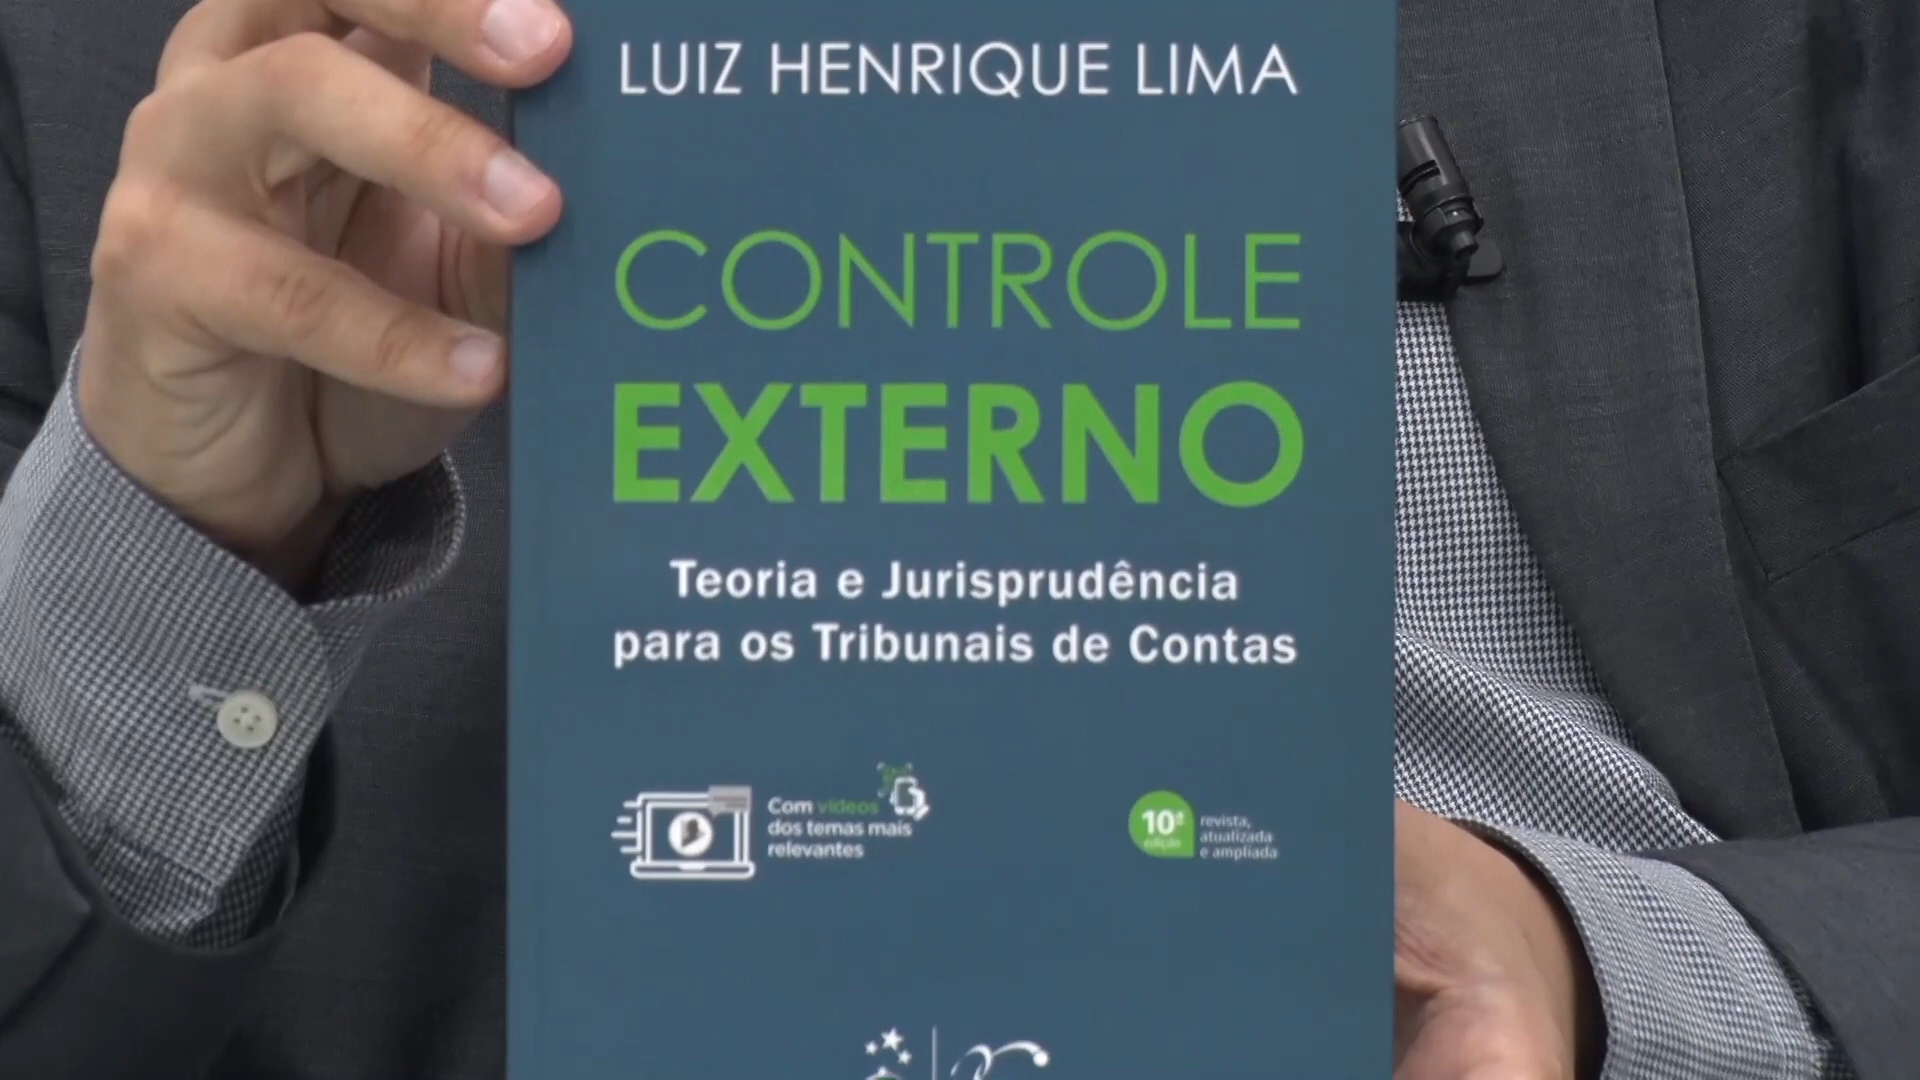 LUIZ HENRIQUE LIMA
CONTROLE
EXTERNO
Teoria e Jurisprudência
para os Tribunais de Contas
Com vídeos
dos temas mais
relevantes
10ª
edição
revista,
atualizada
e ampliada